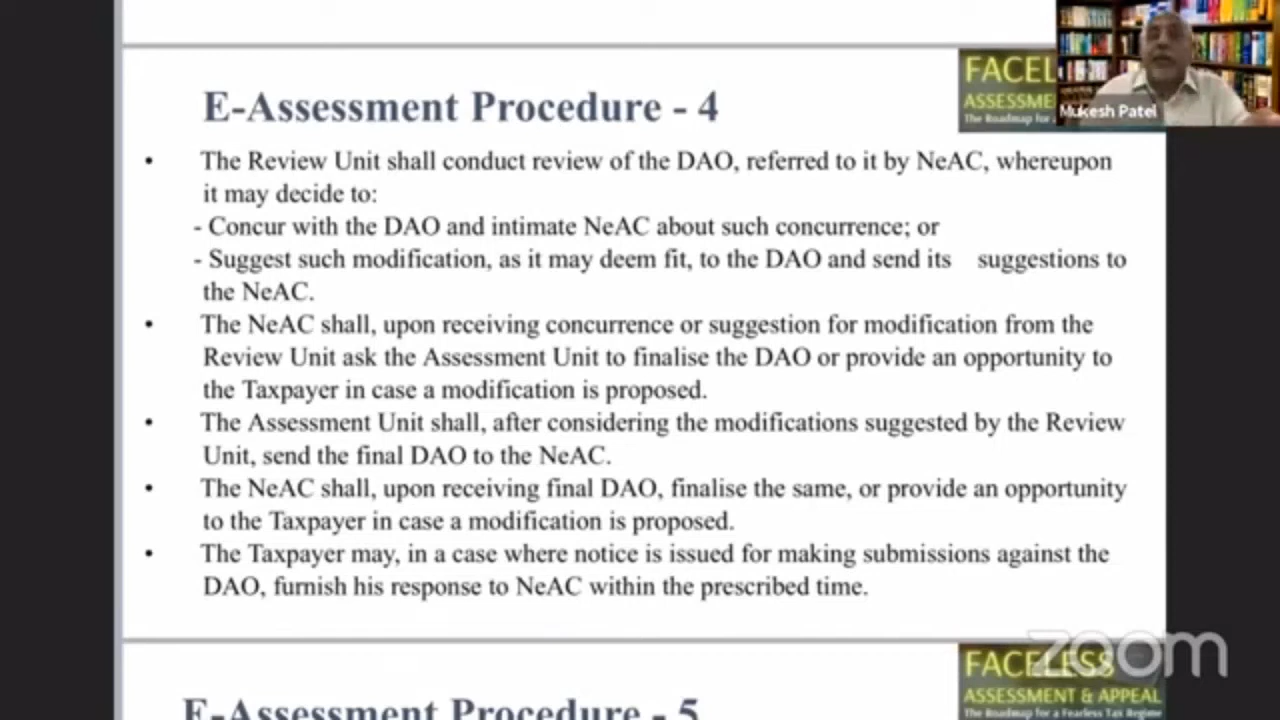 E-Assessment Procedure - 4
FACEL
ASSESSME
The Roadmap for
Mukesh Patel
• The Review Unit shall conduct review of the DAO, referred to it by NeAC, whereupon
it may decide to:
- Concur with the DAO and intimate NeAC about such concurrence; or
- Suggest such modification, as it may deem fit, to the DAO and send its suggestions to
the NeAC.
• The NeAC shall, upon receiving concurrence or suggestion for modification from the
Review Unit ask the Assessment Unit to finalise the DAO or provide an opportunity to
the Taxpayer in case a modification is proposed.
• The Assessment Unit shall, after considering the modifications suggested by the Review
Unit, send the final DAO to the NeAC.
• The NeAC shall, upon receiving final DAO, finalise the same, or provide an opportunity
to the Taxpayer in case a modification is proposed.
• The Taxpayer may, in a case where notice is issued for making submissions against the
DAO, furnish his response to NeAC within the prescribed time.
zoom
E-Assessment Procedure - 5
FACELESS
ASSESSMENT & APPEAL
The Roadmap for a Fearless Tax Regime